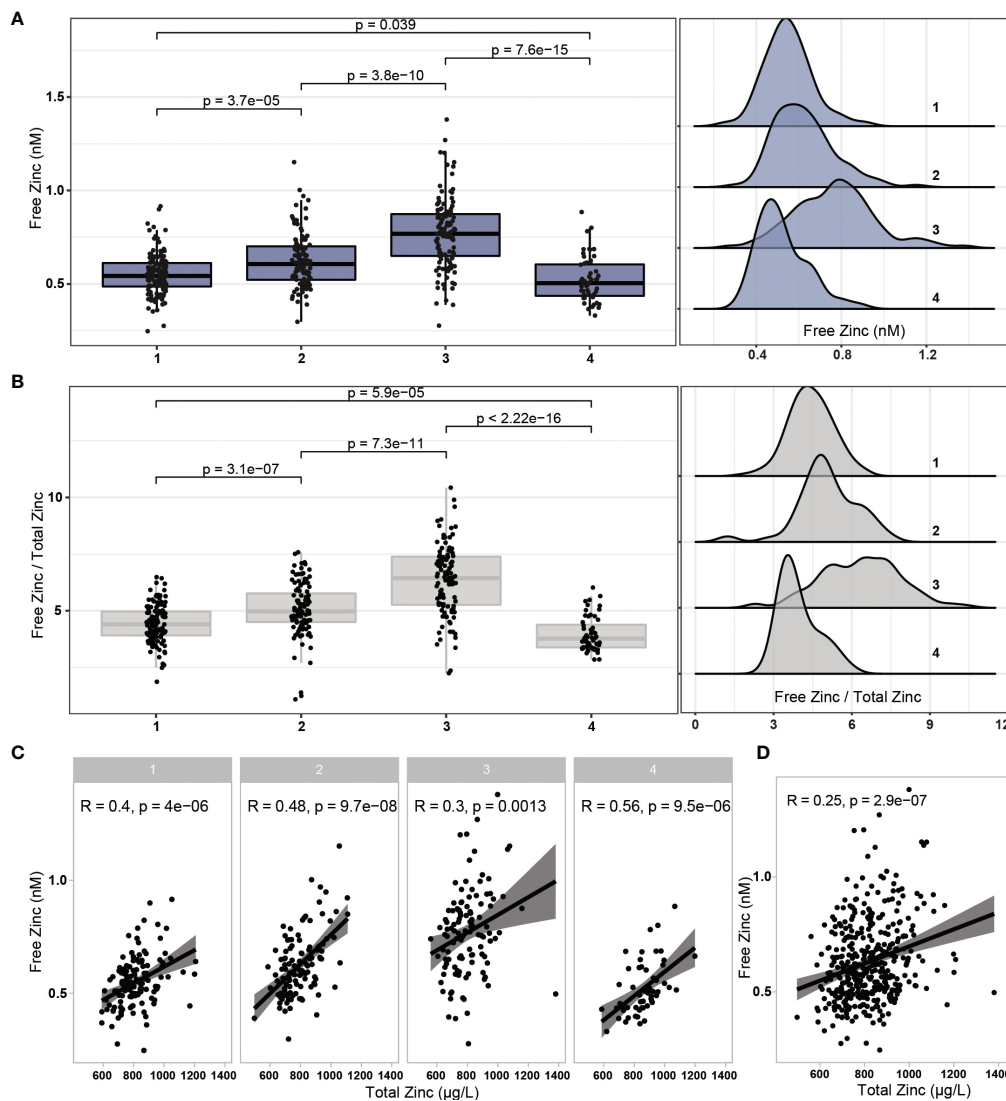 A
p = 0.039
p = 7.6e−15
p = 3.8e−10
p = 3.7e−05
1.5
1.0
0.5
Free Zinc (nM)
1 2 3 4
1
2
3
4
Free Zinc (nM)
0.4 0.8 1.2
B
p = 5.9e−05
p < 2.22e−16
p = 7.3e−11
p = 3.1e−07
10
5
Free Zinc / Total Zinc
1 2 3 4
1
2
3
4
Free Zinc / Total Zinc
0 3 6 9 12
C
1 2 3 4
R = 0.4, p = 4e−06
R = 0.48, p = 9.7e−08
R = 0.3, p = 0.0013
R = 0.56, p = 9.5e−06
1.0
0.5
Free Zinc (nM)
600 800 1000 1200 1400 600 800 1000 1200 1400 600 800 1000 1200 1400 600 800 1000 1200 1400
Total Zinc (µg/L)
D
R = 0.25, p = 2.9e−07
1.0
0.5
Free Zinc (nM)
600 800 1000 1200 1400
Total Zinc (µg/L)